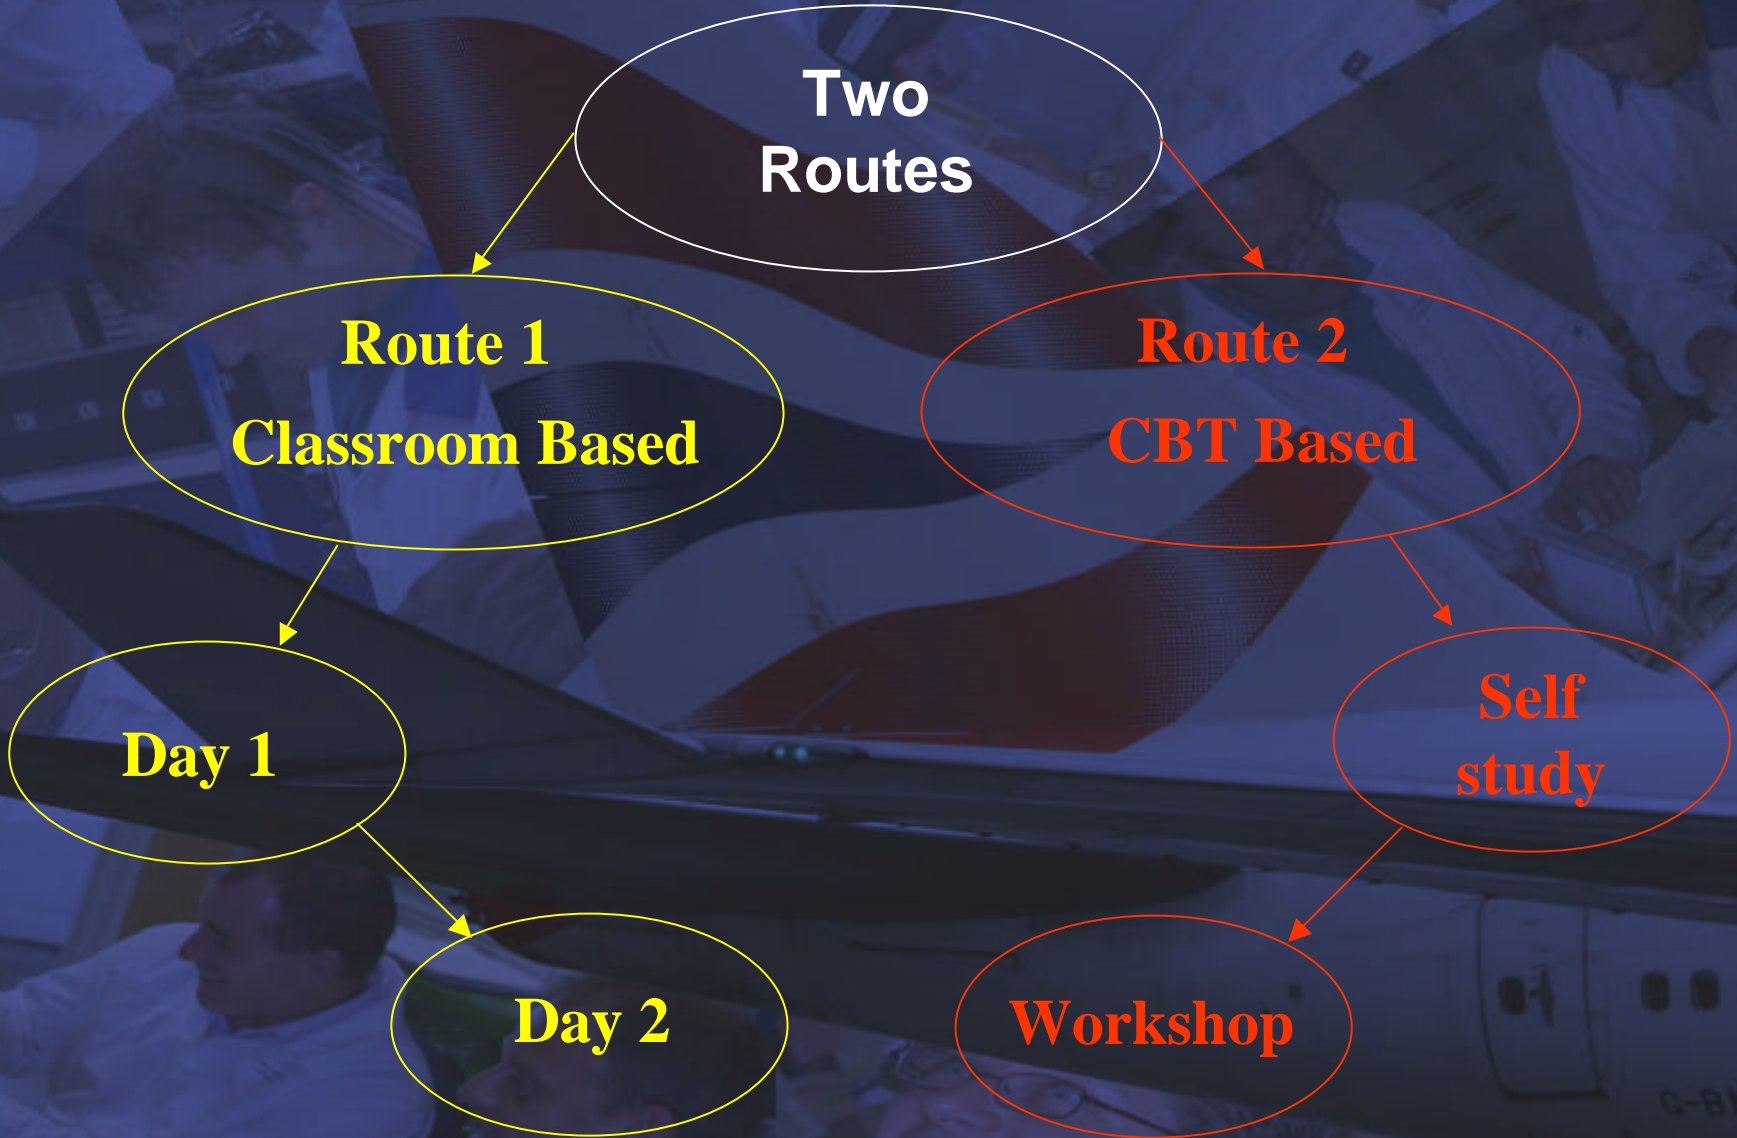 Two
Routes
Route 1
Classroom Based
Route 2
CBT Based
Day 1
Self
study
Day 2
Workshop